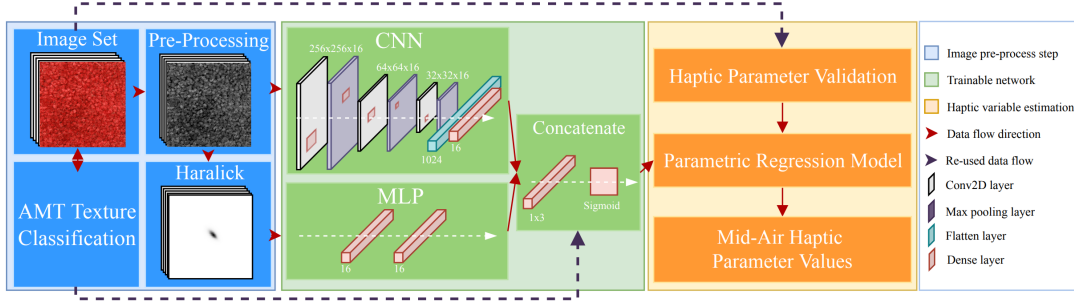 Image Set
Pre-Processing
AMT Texture
Classification
Haralick
CNN
256x256x16
64x64x16
32x32x16
1024
16
MLP
16
16
Concatenate
1x3
Sigmoid
Haptic Parameter Validation
Parametric Regression Model
Mid-Air Haptic
Parameter Values
Image pre-process step
Trainable network
Haptic variable estimation
Data flow direction
Re-used data flow
Conv2D layer
Max pooling layer
Flatten layer
Dense layer